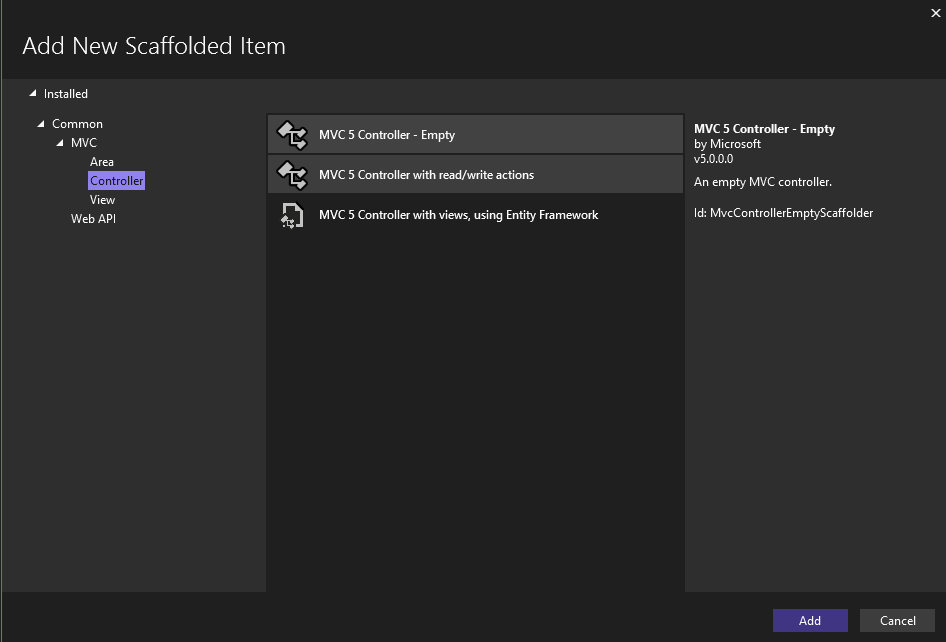 Add New Scaffolded Item
Installed
Common
MVC
Area
Controller
View
Web API
MVC 5 Controller - Empty
MVC 5 Controller with read/write actions
MVC 5 Controller with views, using Entity Framework
MVC 5 Controller - Empty
by Microsoft
v5.0.0.0
An empty MVC controller.
Id: MvcControllerEmptyScaffolder
Add
Cancel